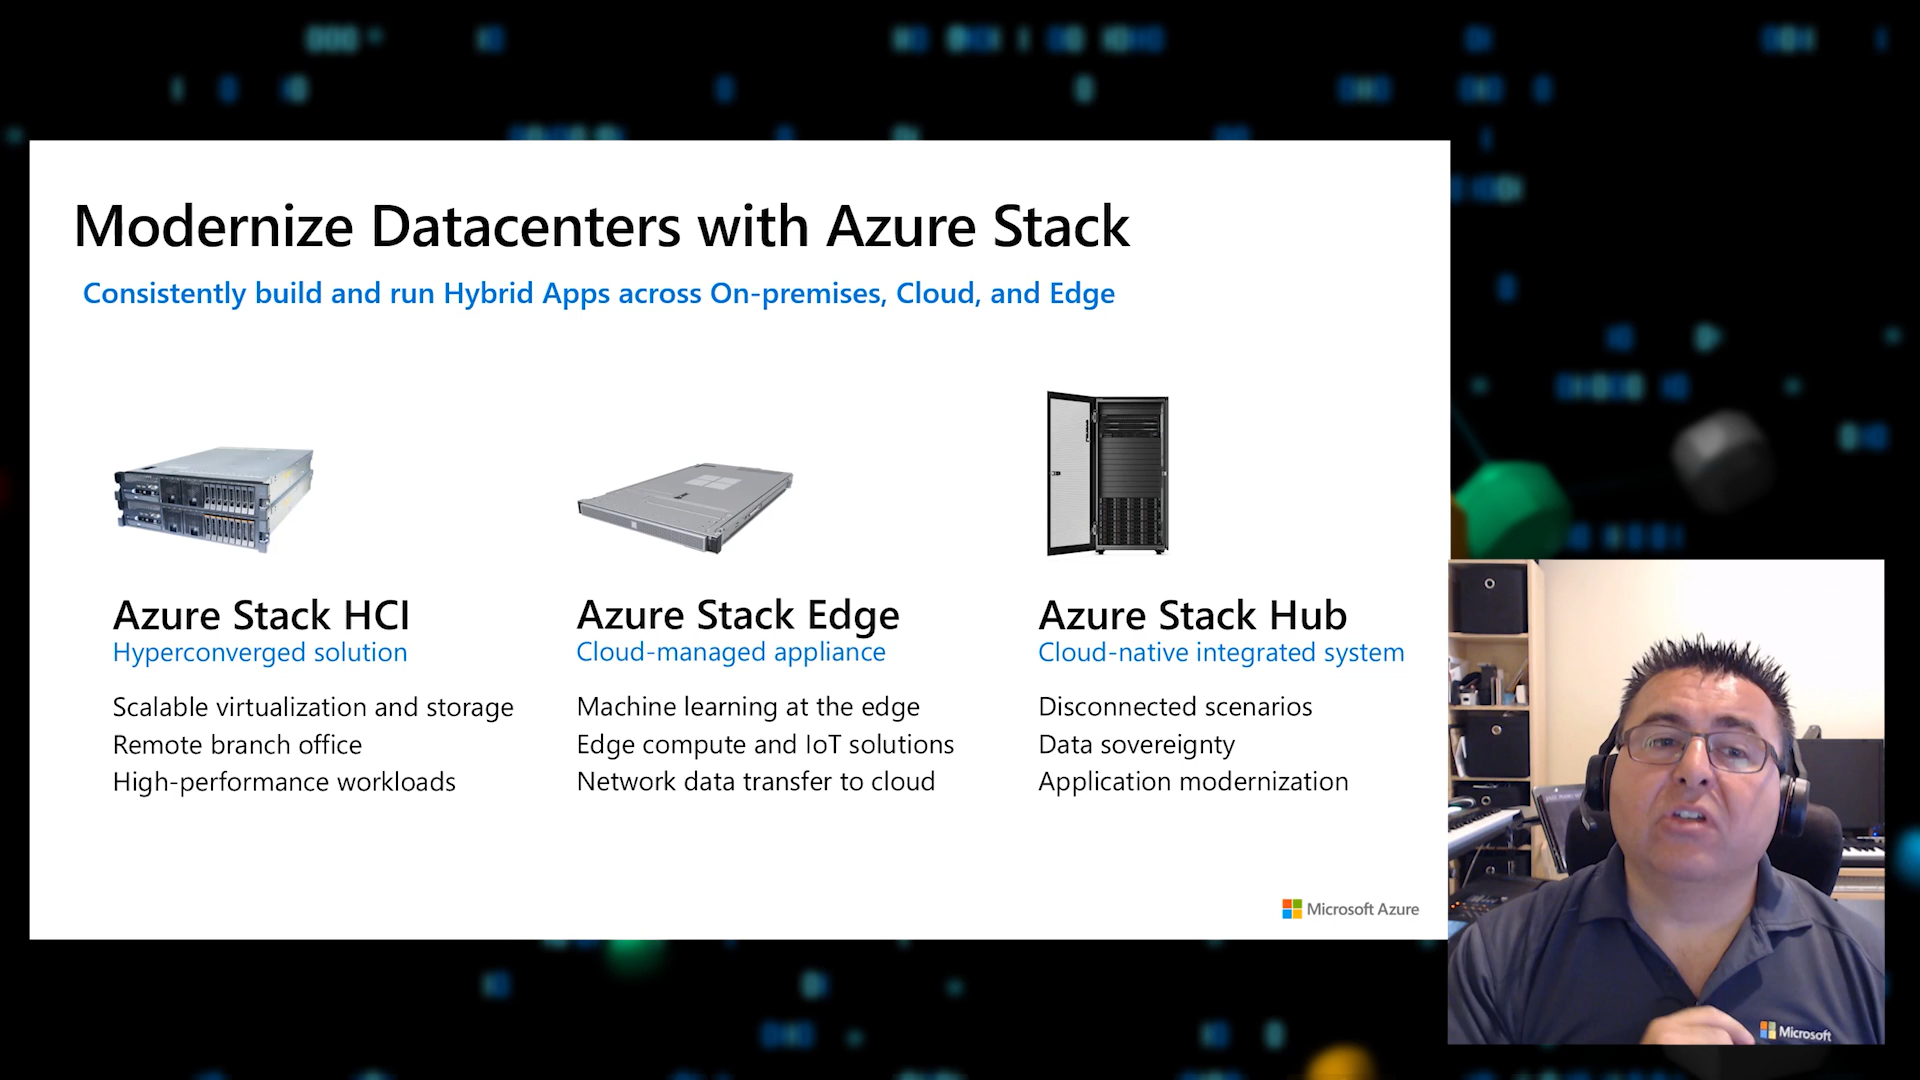 Modernize Datacenters with Azure Stack
Consistently build and run Hybrid Apps across On-premises, Cloud, and Edge
Azure Stack HCI
Hyperconverged solution
Scalable virtualization and storage
Remote branch office
High-performance workloads
Azure Stack Edge
Cloud-managed appliance
Machine learning at the edge
Edge compute and IoT solutions
Network data transfer to cloud
Azure Stack Hub
Cloud-native integrated system
Disconnected scenarios
Data sovereignty
Application modernization
Microsoft Azure
Microsoft